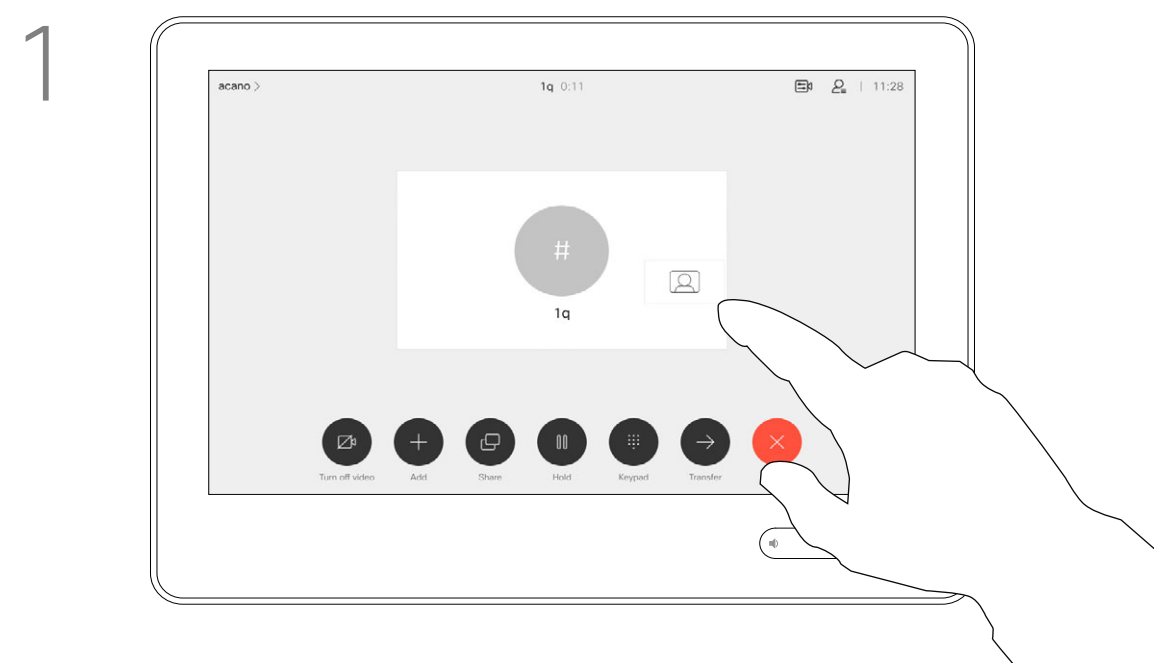 1
acano >
1q 0:11
11:28
#
1q
Turn off video
Add
Share
Hold
Keypad
Transfer